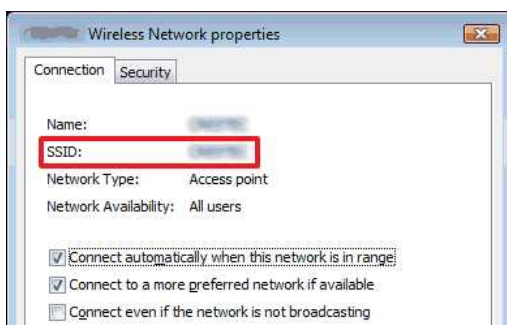 Wireless Network properties
Connection Security
Name:
SSID:
Network Type: Access point
Network Availability: All users
Connect automatically when this network is in range
Connect to a more preferred network if available
Connect even if the network is not broadcasting